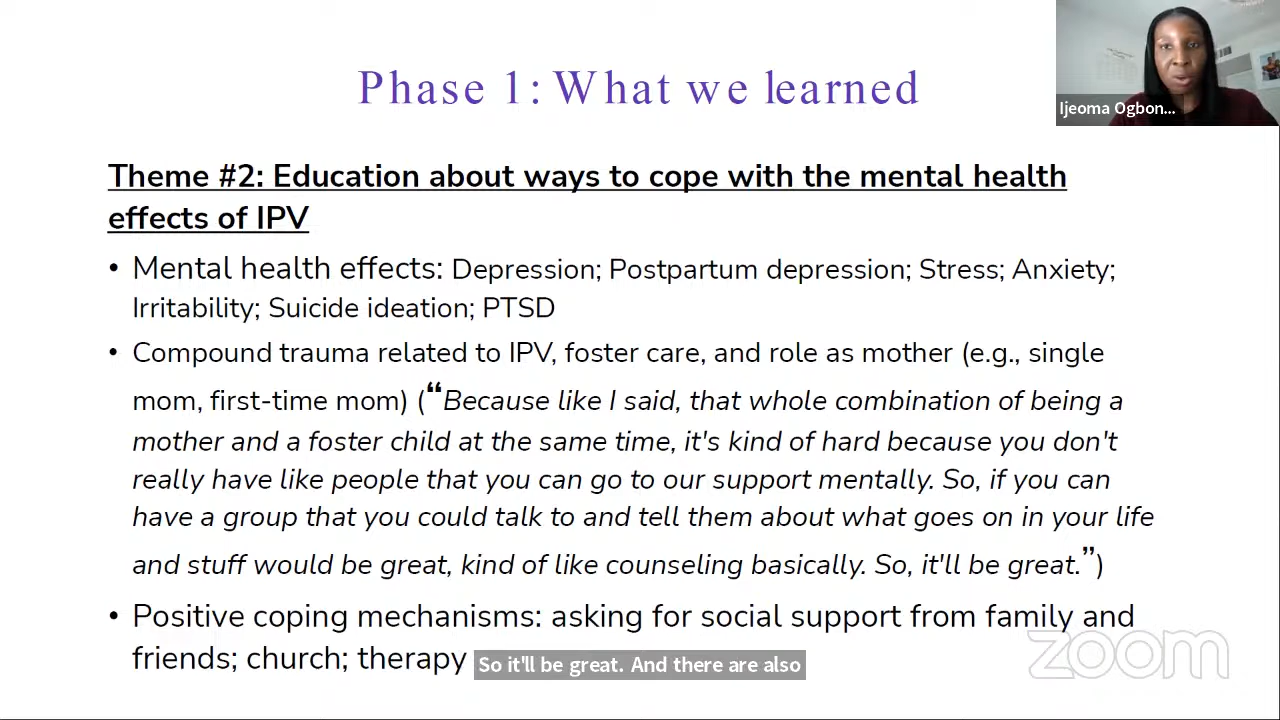 Phase 1: What we learned
Ijeoma Ogbon...
Theme #2: Education about ways to cope with the mental health
effects of IPV
• Mental health effects: Depression; Postpartum depression; Stress; Anxiety;
Irritability; Suicide ideation; PTSD
• Compound trauma related to IPV, foster care, and role as mother (e.g., single
mom, first-time mom) (“Because like I said, that whole combination of being a
mother and a foster child at the same time, it's kind of hard because you don't
really have like people that you can go to our support mentally. So, if you can
have a group that you could talk to and tell them about what goes on in your life
and stuff would be great, kind of like counseling basically. So, it'll be great.”)
• Positive coping mechanisms: asking for social support from family and
friends; church; therapy
So it'll be great. And there are also
zoom